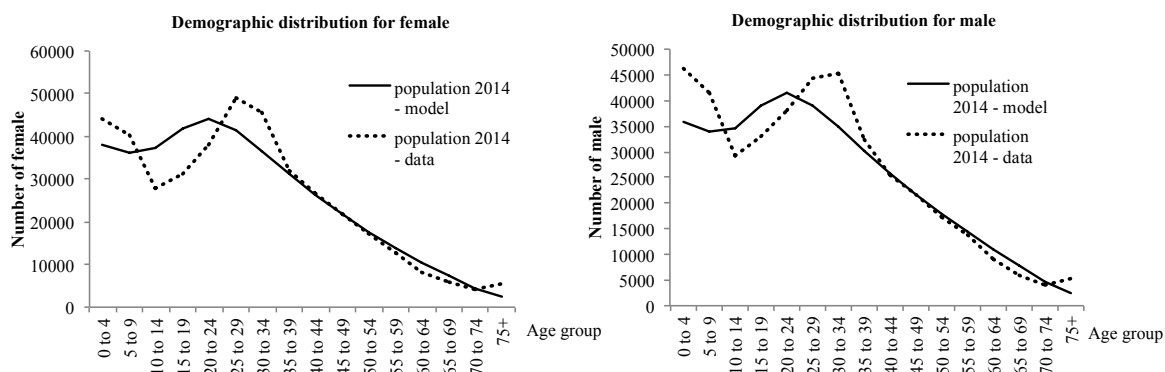 Demographic distribution for female
60000
50000
40000
30000
20000
10000
0
Number of female
population 2014
- model
population 2014
- data
0 to 4
5 to 9
10 to 14
15 to 19
20 to 24
25 to 29
30 to 34
35 to 39
40 to 44
45 to 49
50 to 54
55 to 59
60 to 64
65 to 69
70 to 74
75+
Age group
Demographic distribution for male
50000
45000
40000
35000
30000
25000
20000
15000
10000
5000
0
Number of male
population
2014 - model
population
2014 - data
0 to 4
5 to 9
10 to 14
15 to 19
20 to 24
25 to 29
30 to 34
35 to 39
40 to 44
45 to 49
50 to 54
55 to 59
60 to 64
65 to 69
70 to 74
75+
Age group